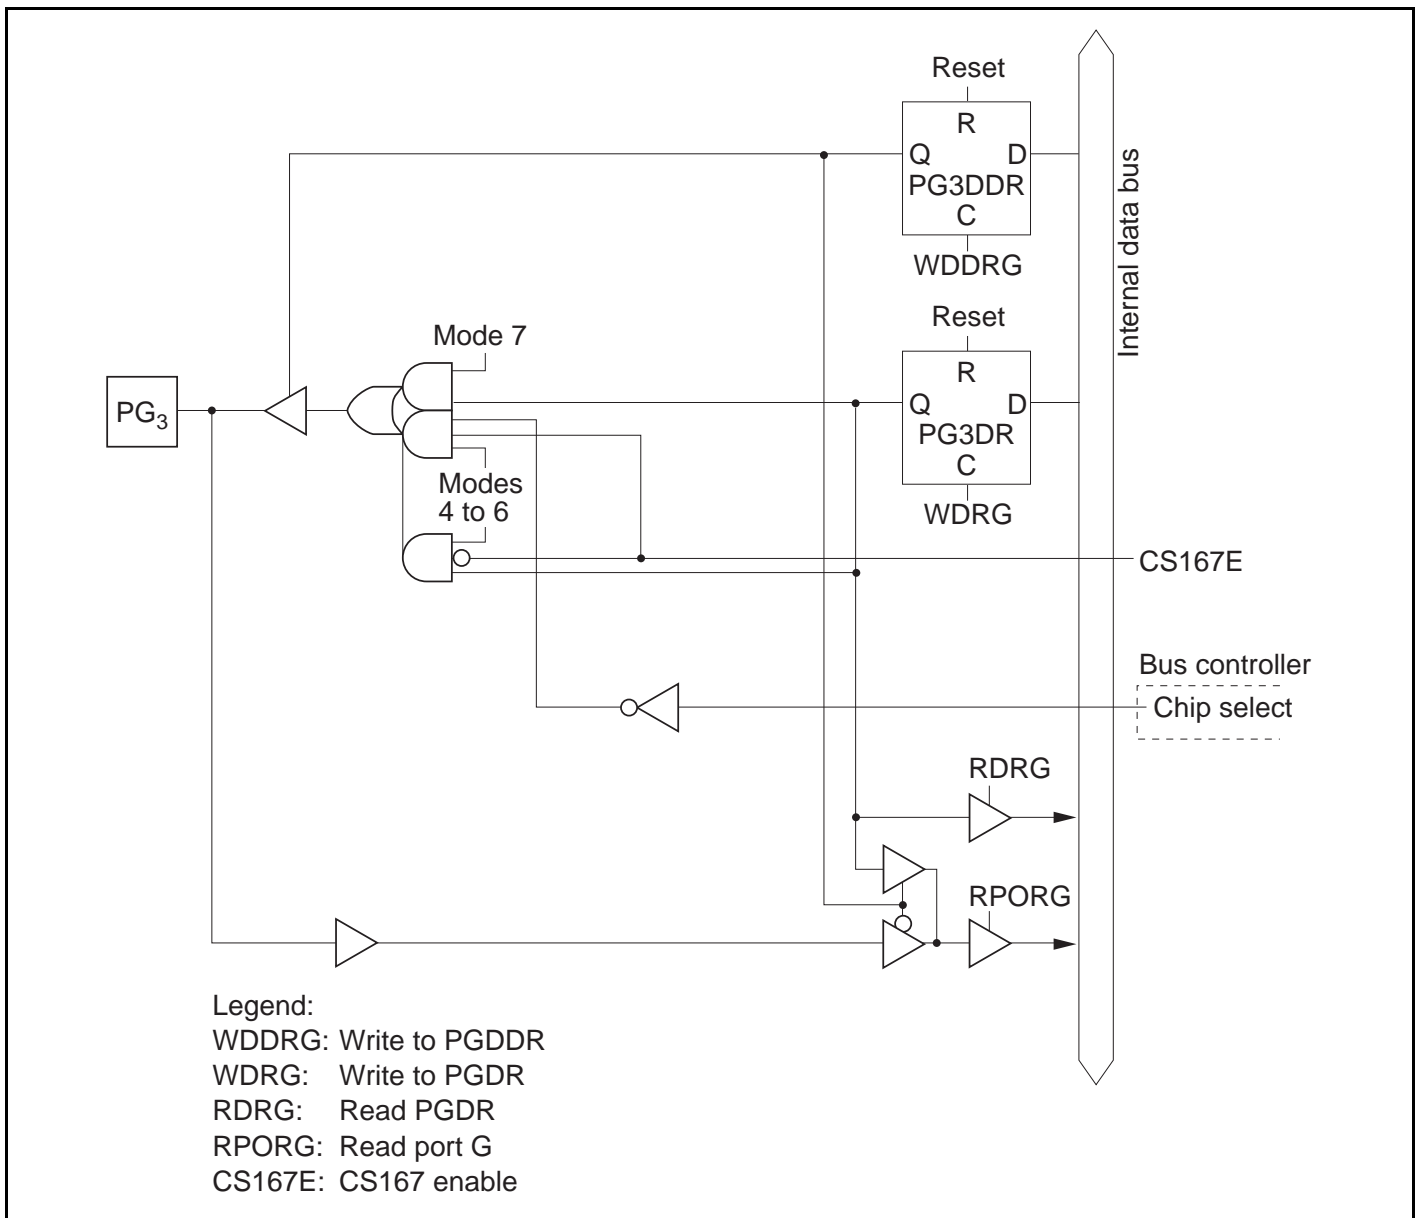 Reset
R
Q D
PG3DDR
C
WDDRG
Internal data bus
Reset
Mode 7
R
PG3
Q D
PG3DR
C
WDRG
Modes
4 to 6
CS167E
Bus controller
Chip select
RDRG
RPORG
Legend:
WDDRG: Write to PGDDR
WDRG: Write to PGDR
RDRG: Read PGDR
RPORG: Read port G
CS167E: CS167 enable